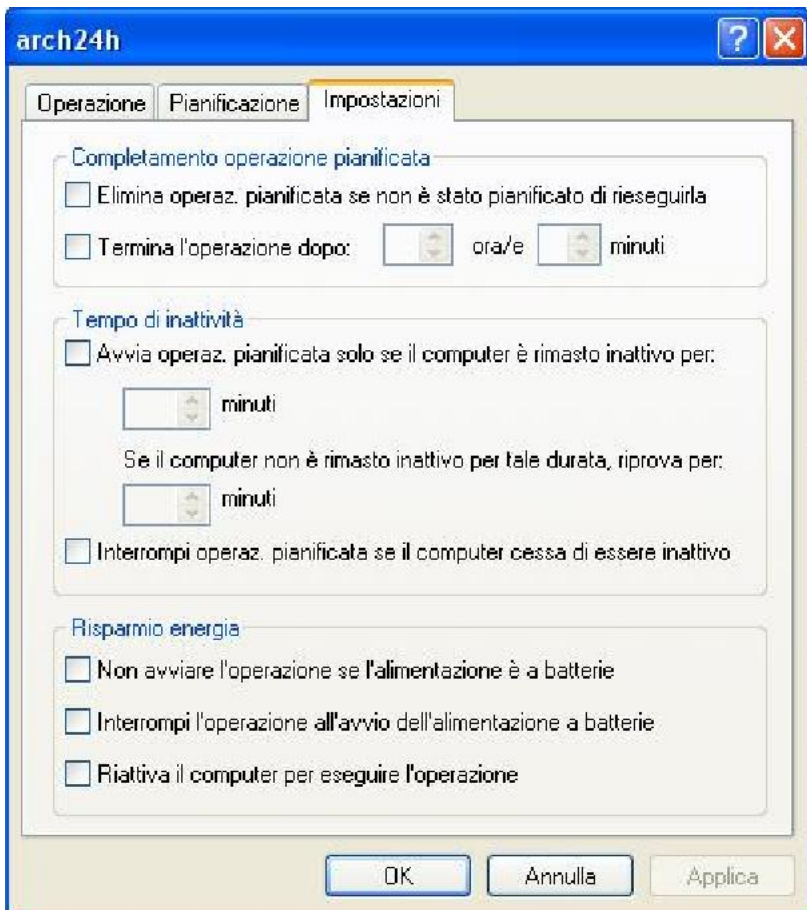 arch24h
Operazione Pianificazione Impostazioni
Completamento operazione pianificata
Elimina operaz. pianificata se non è stato pianificato di rieseguirla
Termina l'operazione dopo: ora/e minuti
Tempo di inattività
Avvia operaz. pianificata solo se il computer è rimasto inattivo per:
minuti
Se il computer non è rimasto inattivo per tale durata, riprova per:
minuti
Interrompi operaz. pianificata se il computer cessa di essere inattivo
Risparmio energia
Non avviare l'operazione se l'alimentazione è a batterie
Interrompi l'operazione all'avvio dell'alimentazione a batterie
Riattiva il computer per eseguire l'operazione
OK Annulla Applica